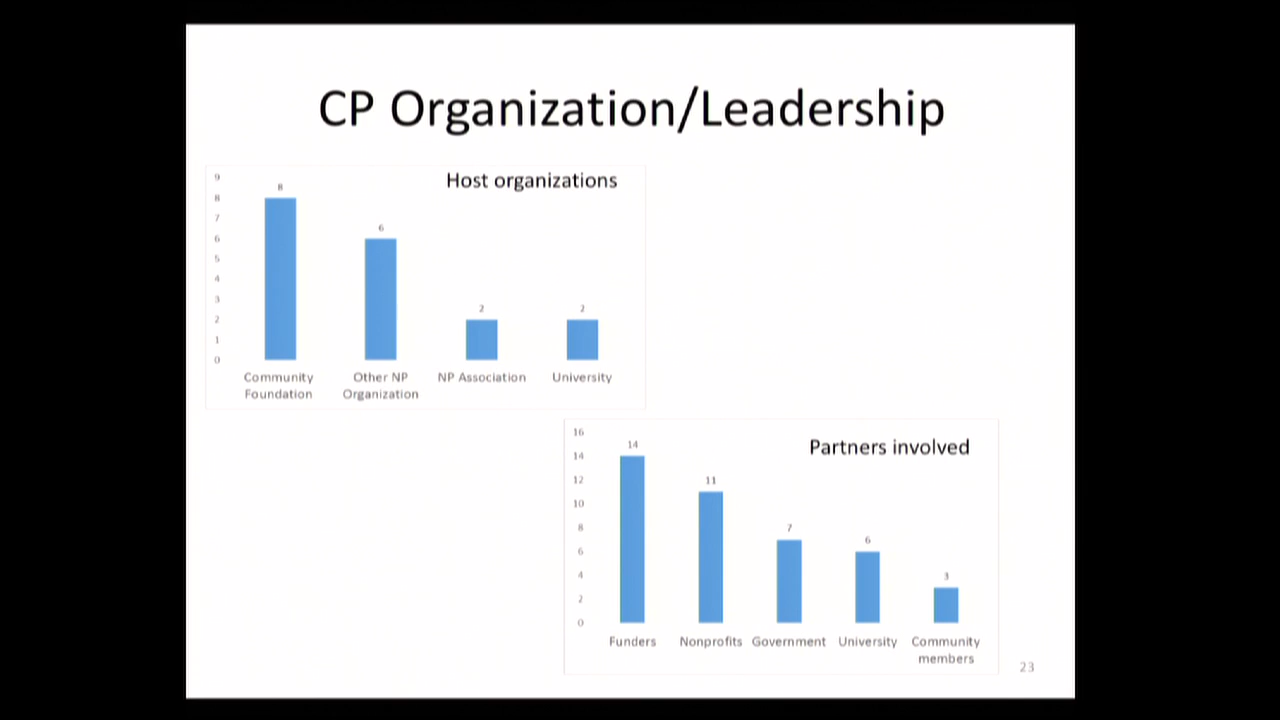 CP Organization/Leadership
Host organizations
9
8
7
6
5
4
3
2
1
0
8
6
2
2
Community Foundation
Other NP Organization
NP Association
University
Partners involved
16
14
12
10
8
6
4
2
0
14
11
7
6
3
Funders
Nonprofits
Government
University
Community members
23